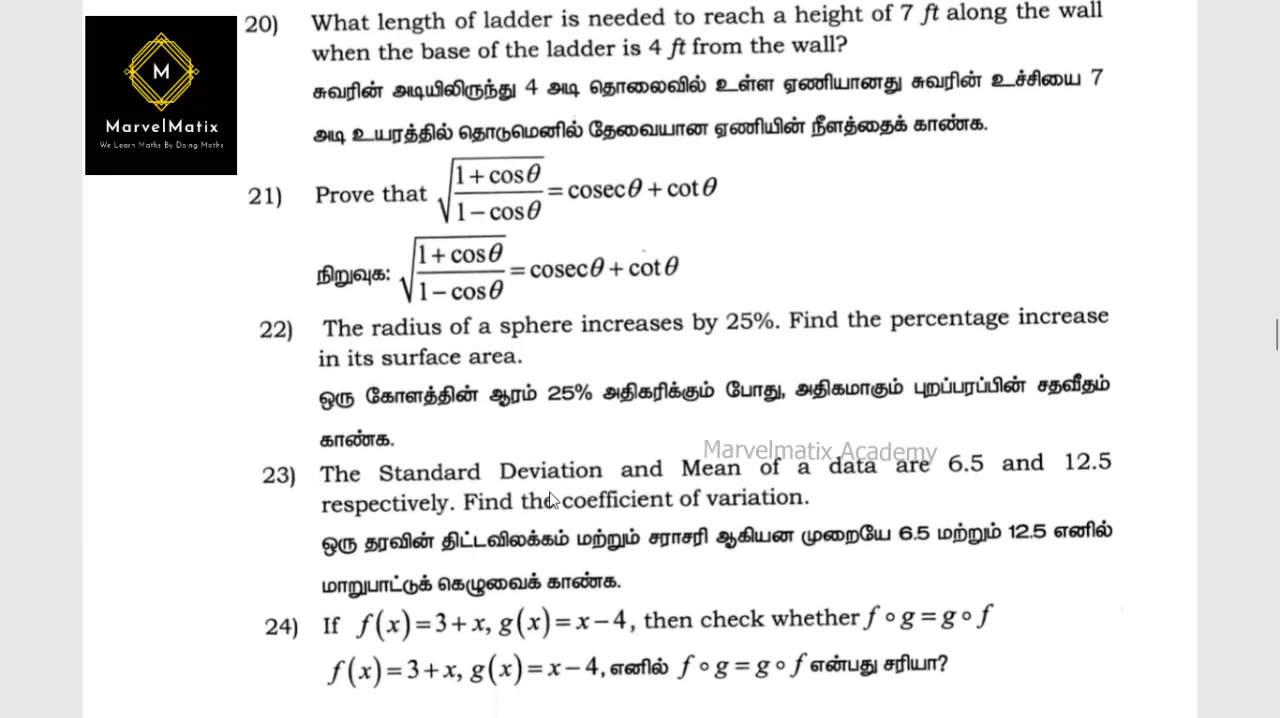 M
MarvelMatix
We Learn Maths By Doing Maths
20) What length of ladder is needed to reach a height of 7 ft along the wall
when the base of the ladder is 4 ft from the wall?
சுவரின் அடியிலிருந்து 4 அடி தொலைவில் உள்ள ஏணியானது சுவரின் உச்சியை 7
அடி உயரத்தில் தொடுமெனில் தேவையான ஏணியின் நீளத்தைக் காண்க.
21) Prove that √((1 + cosθ)/(1 − cosθ)) = cosecθ + cotθ
நிறுவுக: √((1 + cosθ)/(1 − cosθ)) = cosecθ + cotθ
22) The radius of a sphere increases by 25%. Find the percentage increase
in its surface area.
ஒரு கோளத்தின் ஆரம் 25% அதிகரிக்கும் போது, அதிகமாகும் புறப்பரப்பின் சதவீதம்
காண்க.
Marvelmatix Academy
23) The Standard Deviation and Mean of a data are 6.5 and 12.5
respectively. Find the coefficient of variation.
ஒரு தரவின் திட்டவிலக்கம் மற்றும் சராசரி ஆகியன முறையே 6.5 மற்றும் 12.5 எனில்
மாறுபாட்டுக் கெழுவைக் காண்க.
24) If f(x) = 3 + x, g(x) = x − 4, then check whether f ∘ g = g ∘ f
f(x) = 3 + x, g(x) = x − 4, எனில் f ∘ g = g ∘ f என்பது சரியா?